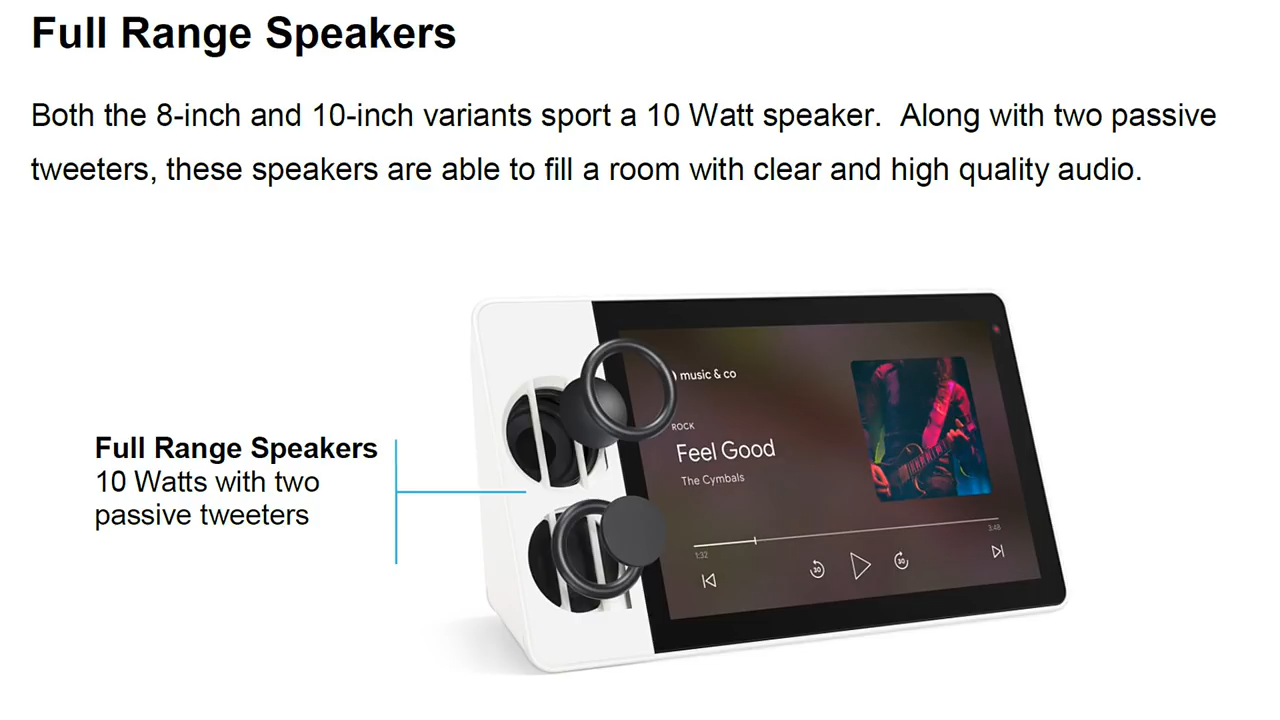 Full Range Speakers
Both the 8-inch and 10-inch variants sport a 10 Watt speaker.  Along with two passive
tweeters, these speakers are able to fill a room with clear and high quality audio.
Full Range Speakers
10 Watts with two
passive tweeters
music & co
ROCK
Feel Good
The Cymbals
1:32
3:48
30
30